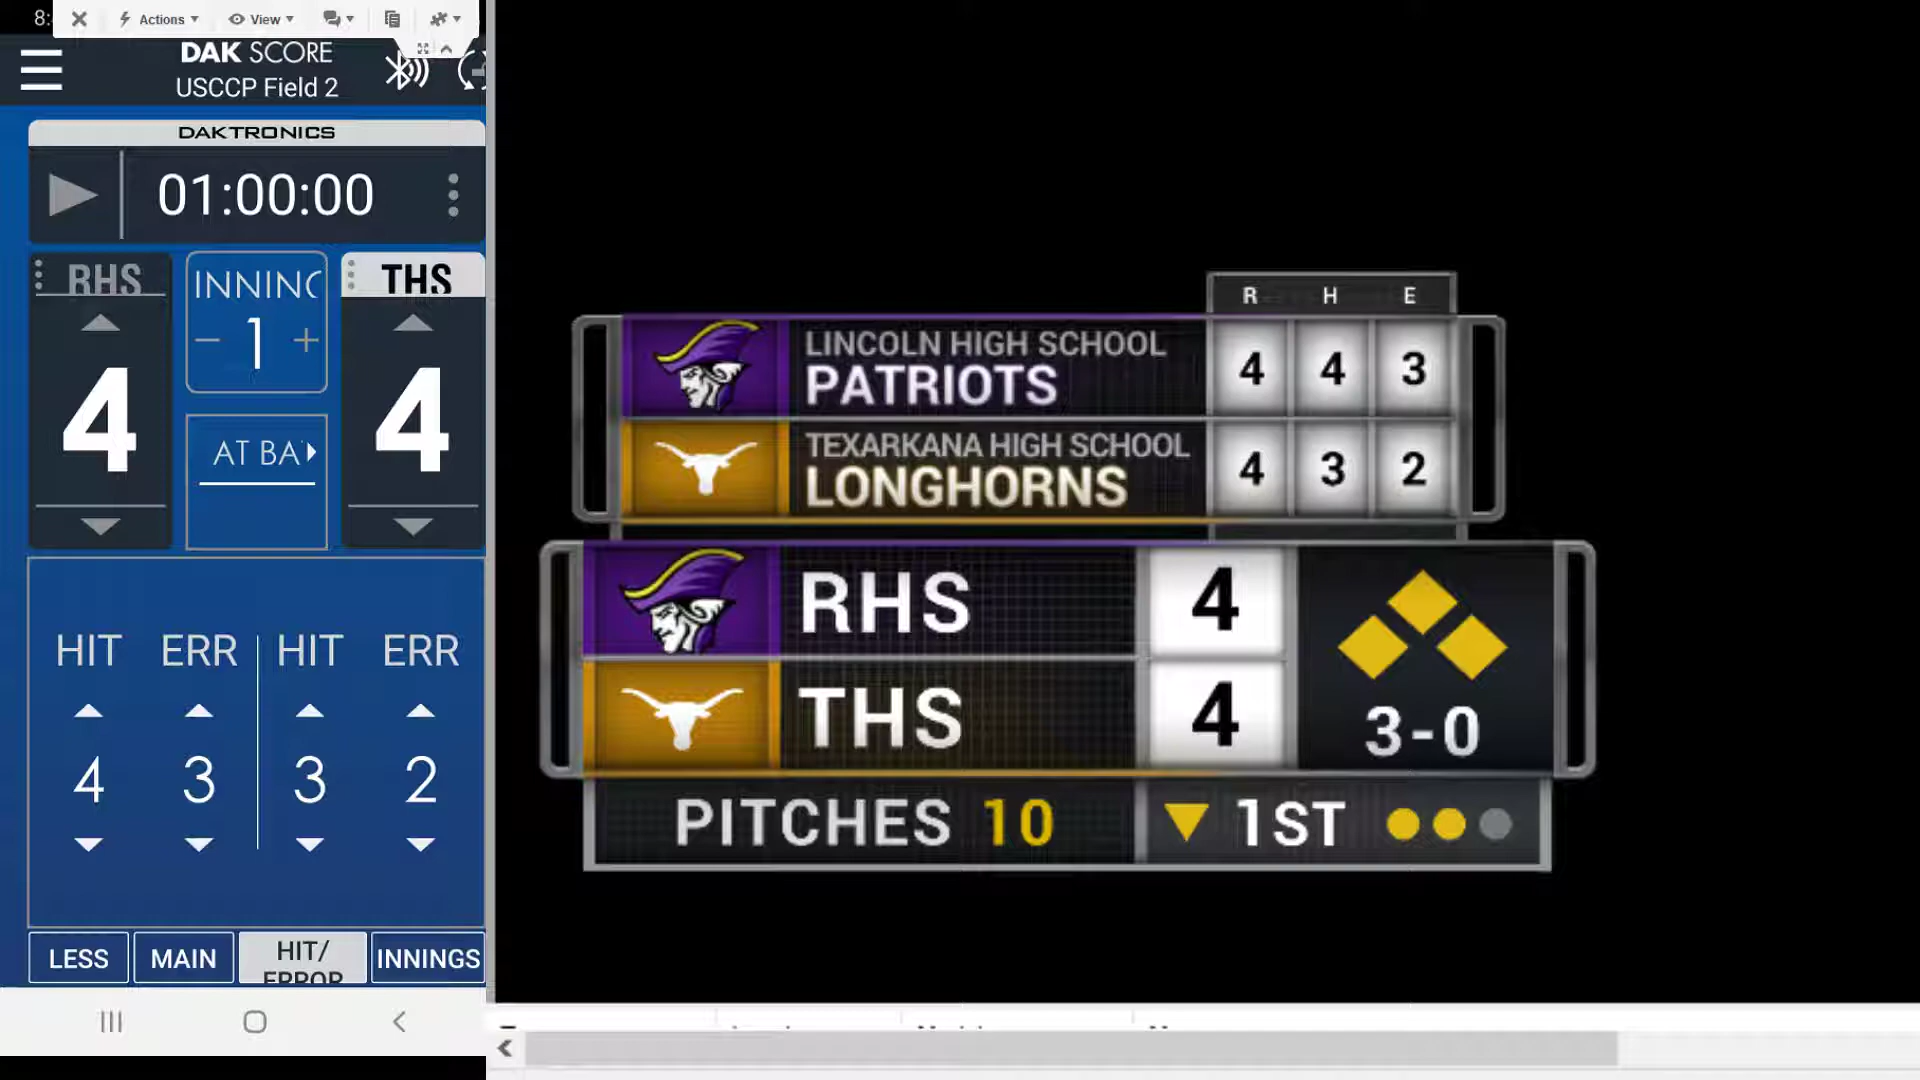 8:
Actions
View
DAK SCORE
USCCP Field 2
DAKTRONICS
01:00:00
RHS
INNING
THS
4
− 1 +
4
AT BA
HIT ERR HIT ERR
4 3 3 2
LESS MAIN HIT/ INNINGS
ERROR
R H E
LINCOLN HIGH SCHOOL
PATRIOTS
4 4 3
TEXARKANA HIGH SCHOOL
LONGHORNS
4 3 2
RHS 4
THS 4
3-0
PITCHES 10
1ST